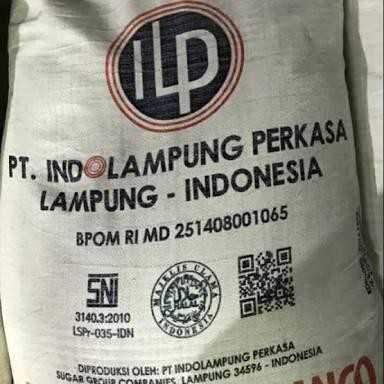 ILP
PT. INDOLAMPUNG PERKASA
LAMPUNG - INDONESIA
BPOM RI MD 251408001065
SNI
3140.3:2010
LSPr-035-IDN
MAJELIS ULAMA
INDONESIA
DIPRODUKSI OLEH: PT INDOLAMPUNG PERKASA
SUGAR GROUP COMPANIES, LAMPUNG 34596 - INDONESIA